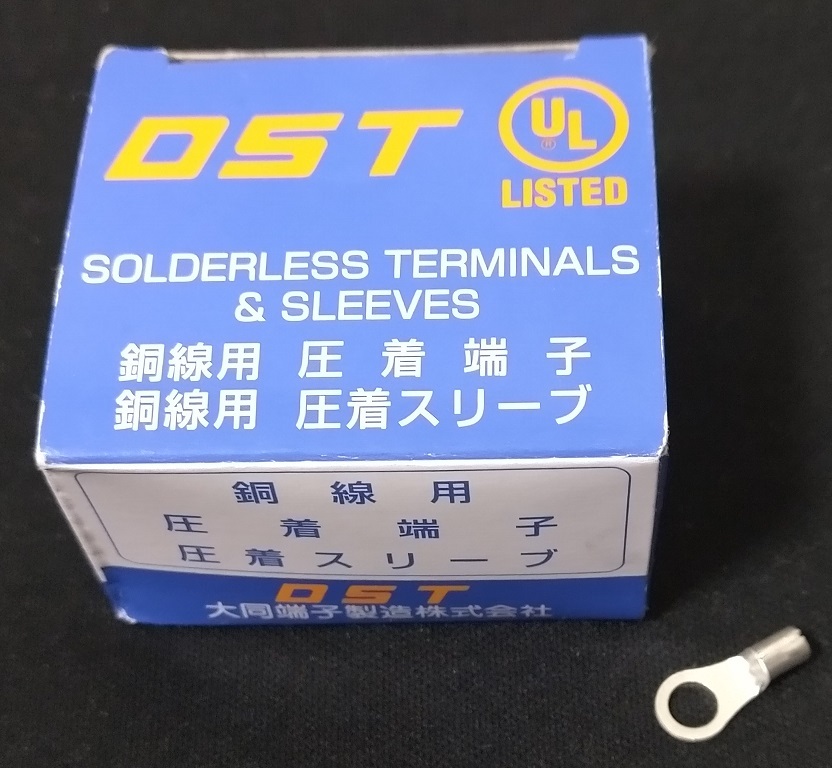 DST
UL
®
LISTED
SOLDERLESS TERMINALS
& SLEEVES
銅線用 圧着端子
銅線用 圧着スリーブ
銅線用
圧着端子
圧着スリーブ
DST
大同端子製造株式会社